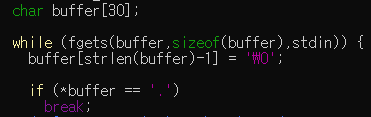 char buffer[30];
while (fgets(buffer,sizeof(buffer),stdin)) {
buffer[strlen(buffer)-1] = '₩0';
if (*buffer == '.')
break;